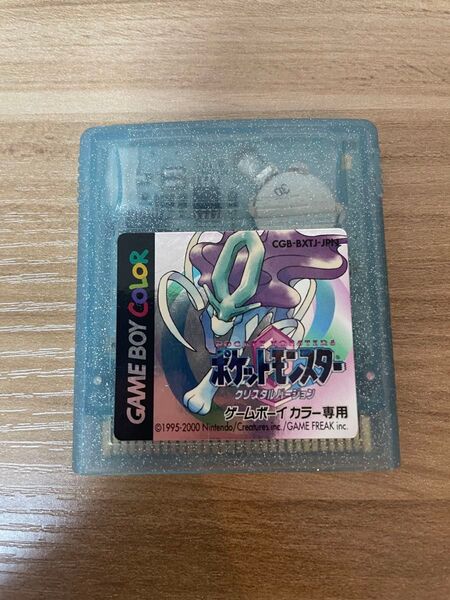 CGB-BXTJ-JPN
GAME BOY COLOR
POCKET MONSTERS
ポケットモンスター
クリスタルバージョン
ゲームボーイ カラー専用
©1995-2000 Nintendo/Creatures inc./GAME FREAK inc.